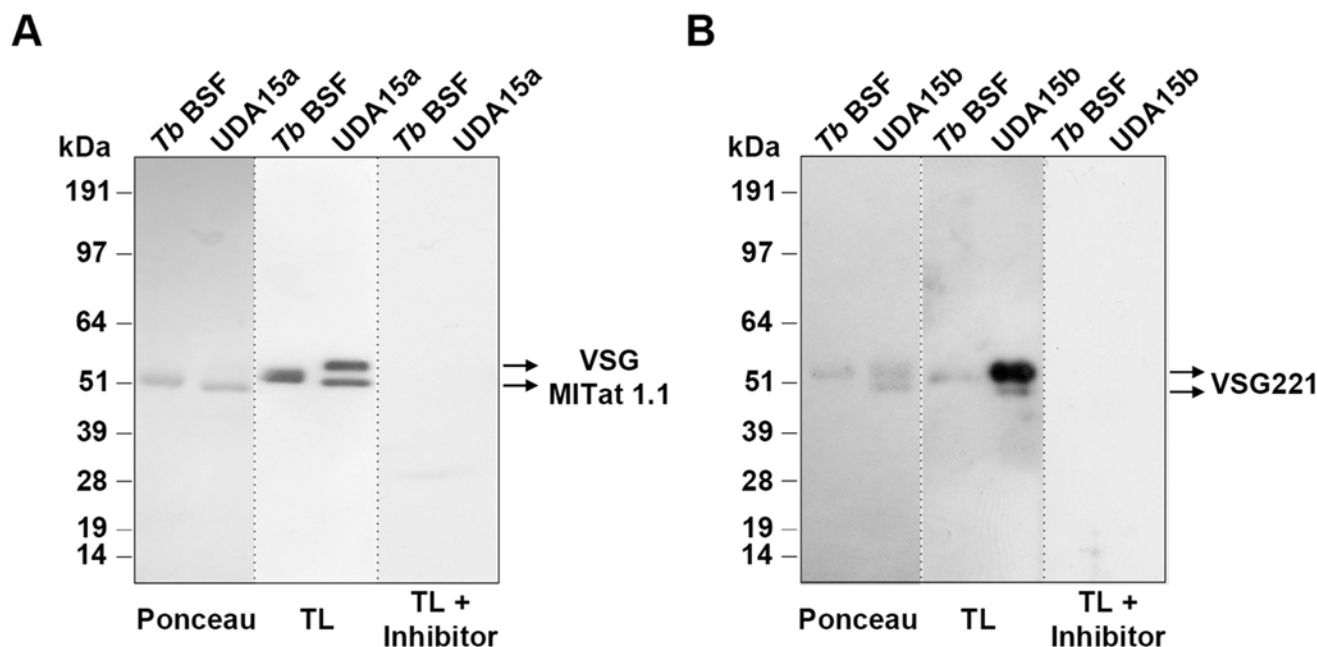 A
Tb BSF
UDA15a
Tb BSF
UDA15a
Tb BSF
UDA15a
kDa
191
97
64
51
39
28
19
14
VSG
MITat 1.1
Ponceau
TL
TL +
Inhibitor
B
Tb BSF
UDA15b
Tb BSF
UDA15b
Tb BSF
UDA15b
kDa
191
97
64
51
39
28
19
14
VSG221
Ponceau
TL
TL +
Inhibitor